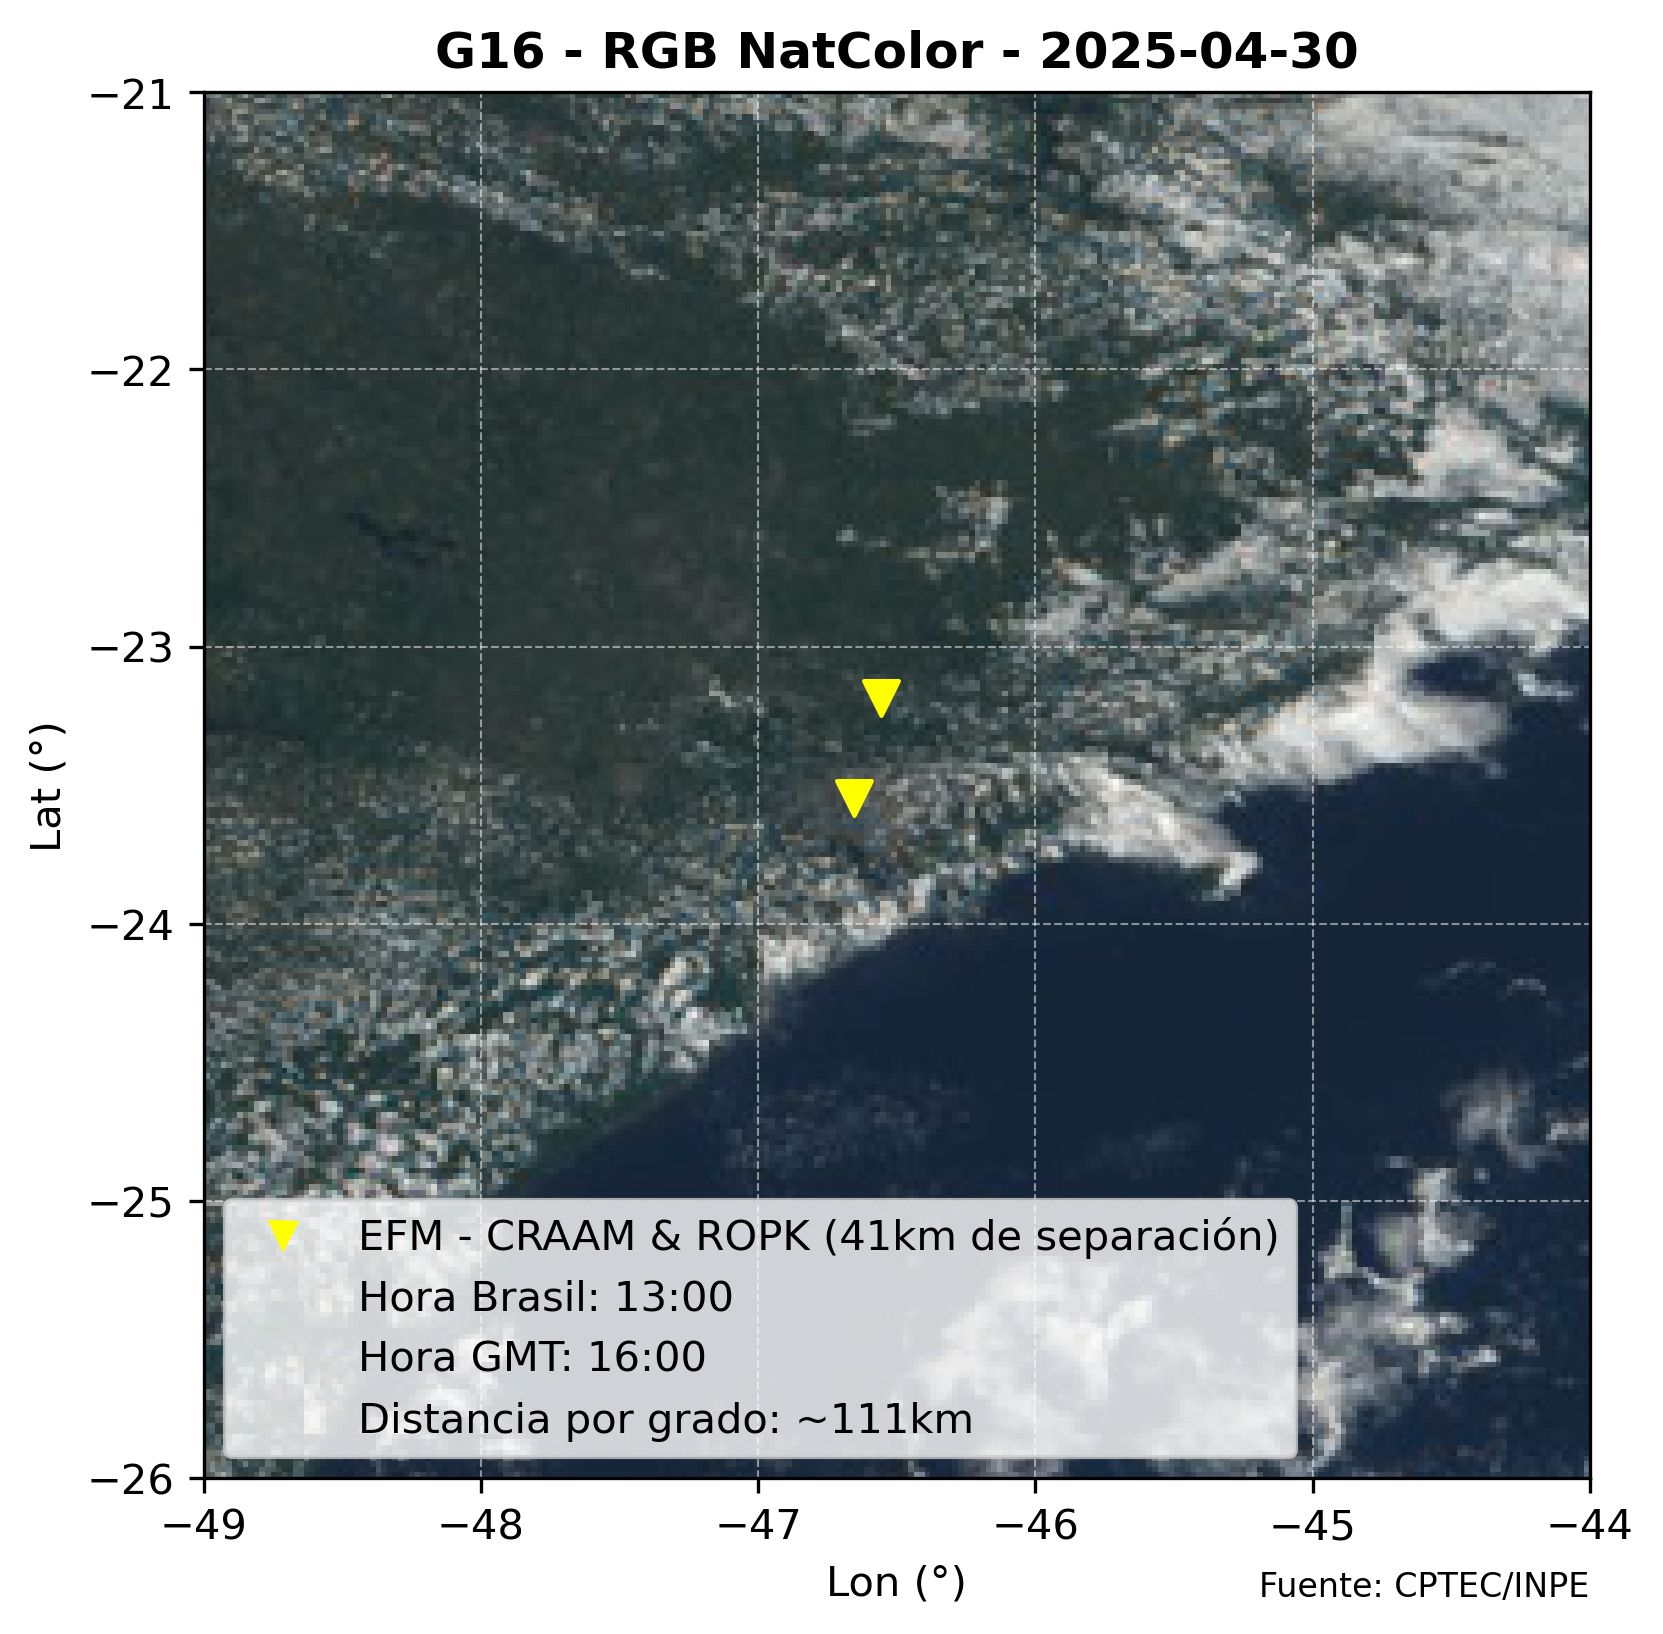 G16 - RGB NatColor - 2025-04-30
−21
−22
−23
−24
−25
−26
Lat (°)
EFM - CRAAM & ROPK (41km de separación)
Hora Brasil: 13:00
Hora GMT: 16:00
Distancia por grado: ~111km
−49
−48
−47
−46
−45
−44
Lon (°)
Fuente: CPTEC/INPE